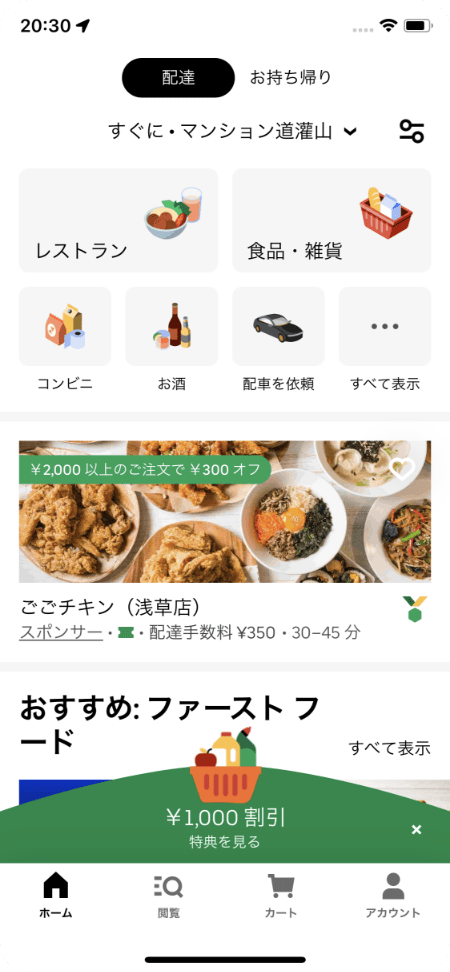 20:30
配達
お持ち帰り
すぐに • マンション道灌山
レストラン
食品・雑貨
コンビニ
お酒
配車を依頼
すべて表示
￥2,000 以上のご注文で ￥300 オフ
ごごチキン（浅草店）
スポンサー • • 配達手数料 ¥350 • 30–45 分
おすすめ: ファースト フ
ード
すべて表示
￥1,000 割引
特典を見る
ホーム
閲覧
カート
アカウント